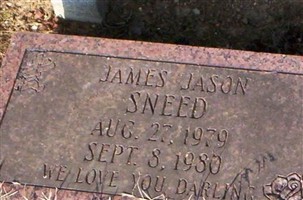 JAMES JASON
SNEED
AUG. 27, 1979
SEPT. 8, 1980
WE LOVE YOU DARLING